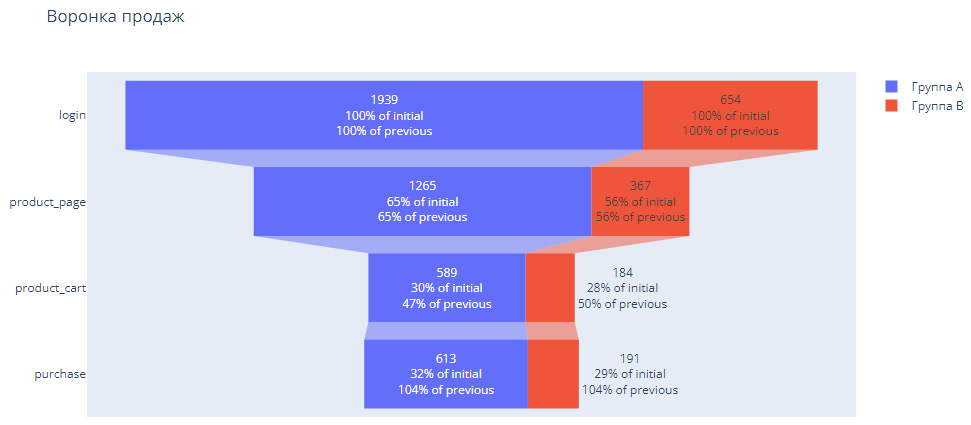 Воронка продаж
Группа A
Группа B
login
1939
100% of initial
100% of previous
654
100% of initial
100% of previous
product_page
1265
65% of initial
65% of previous
367
56% of initial
56% of previous
product_cart
589
30% of initial
47% of previous
184
28% of initial
50% of previous
purchase
613
32% of initial
104% of previous
191
29% of initial
104% of previous